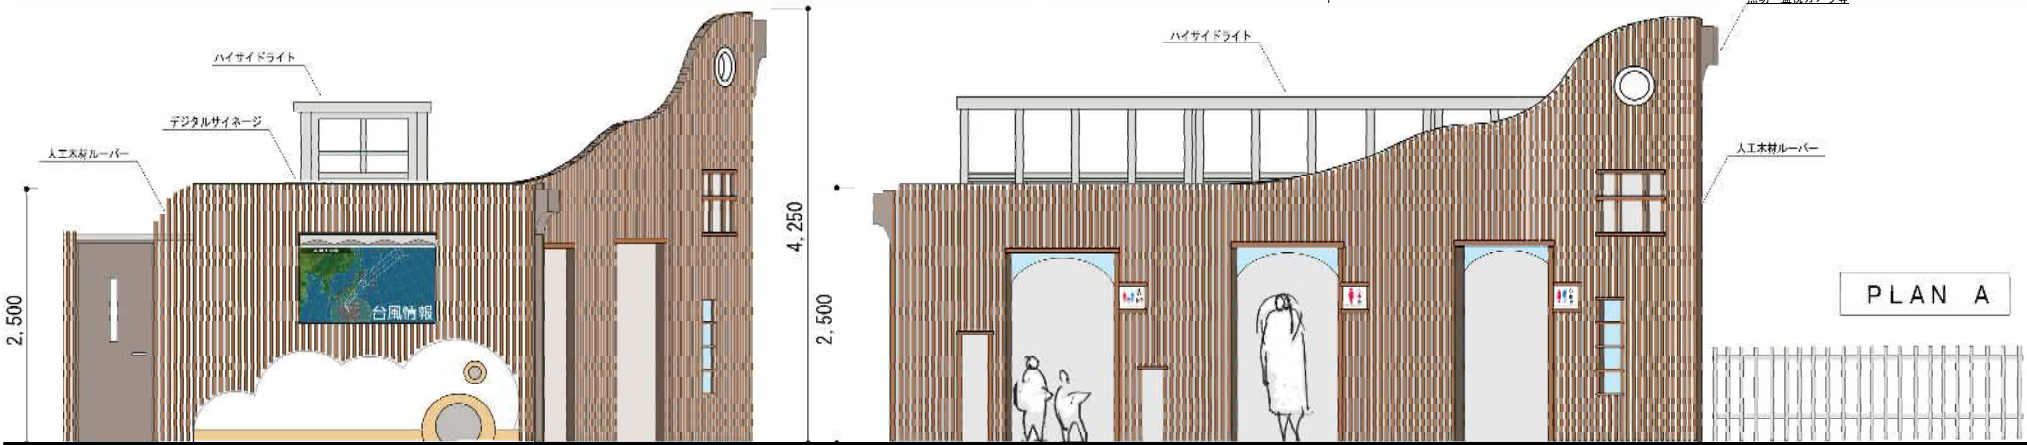 ハイサイドライト
デジタルサイネージ
人工木材ルーバー
2,500
台風情報
4,250
2,500
ハイサイドライト
人工木材ルーバー
PLAN A